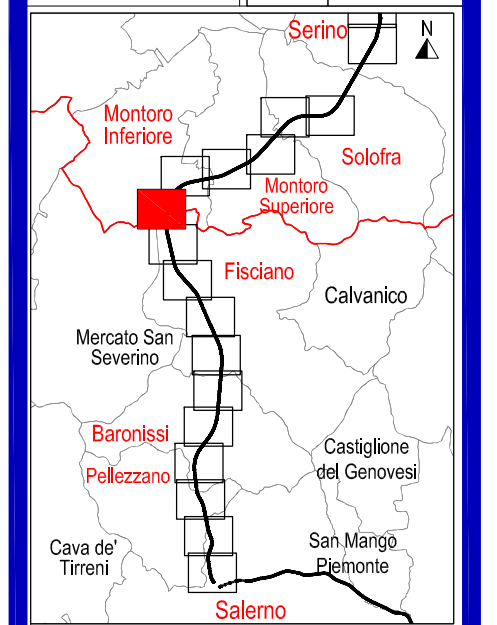 Serino
N
Montoro
Inferiore
Solofra
Montoro
Superiore
Fisciano
Calvanico
Mercato San
Severino
Baronissi
Castiglione
del Genovesi
Pellezzano
Cava de'
Tirreni
San Mango
Piemonte
Salerno